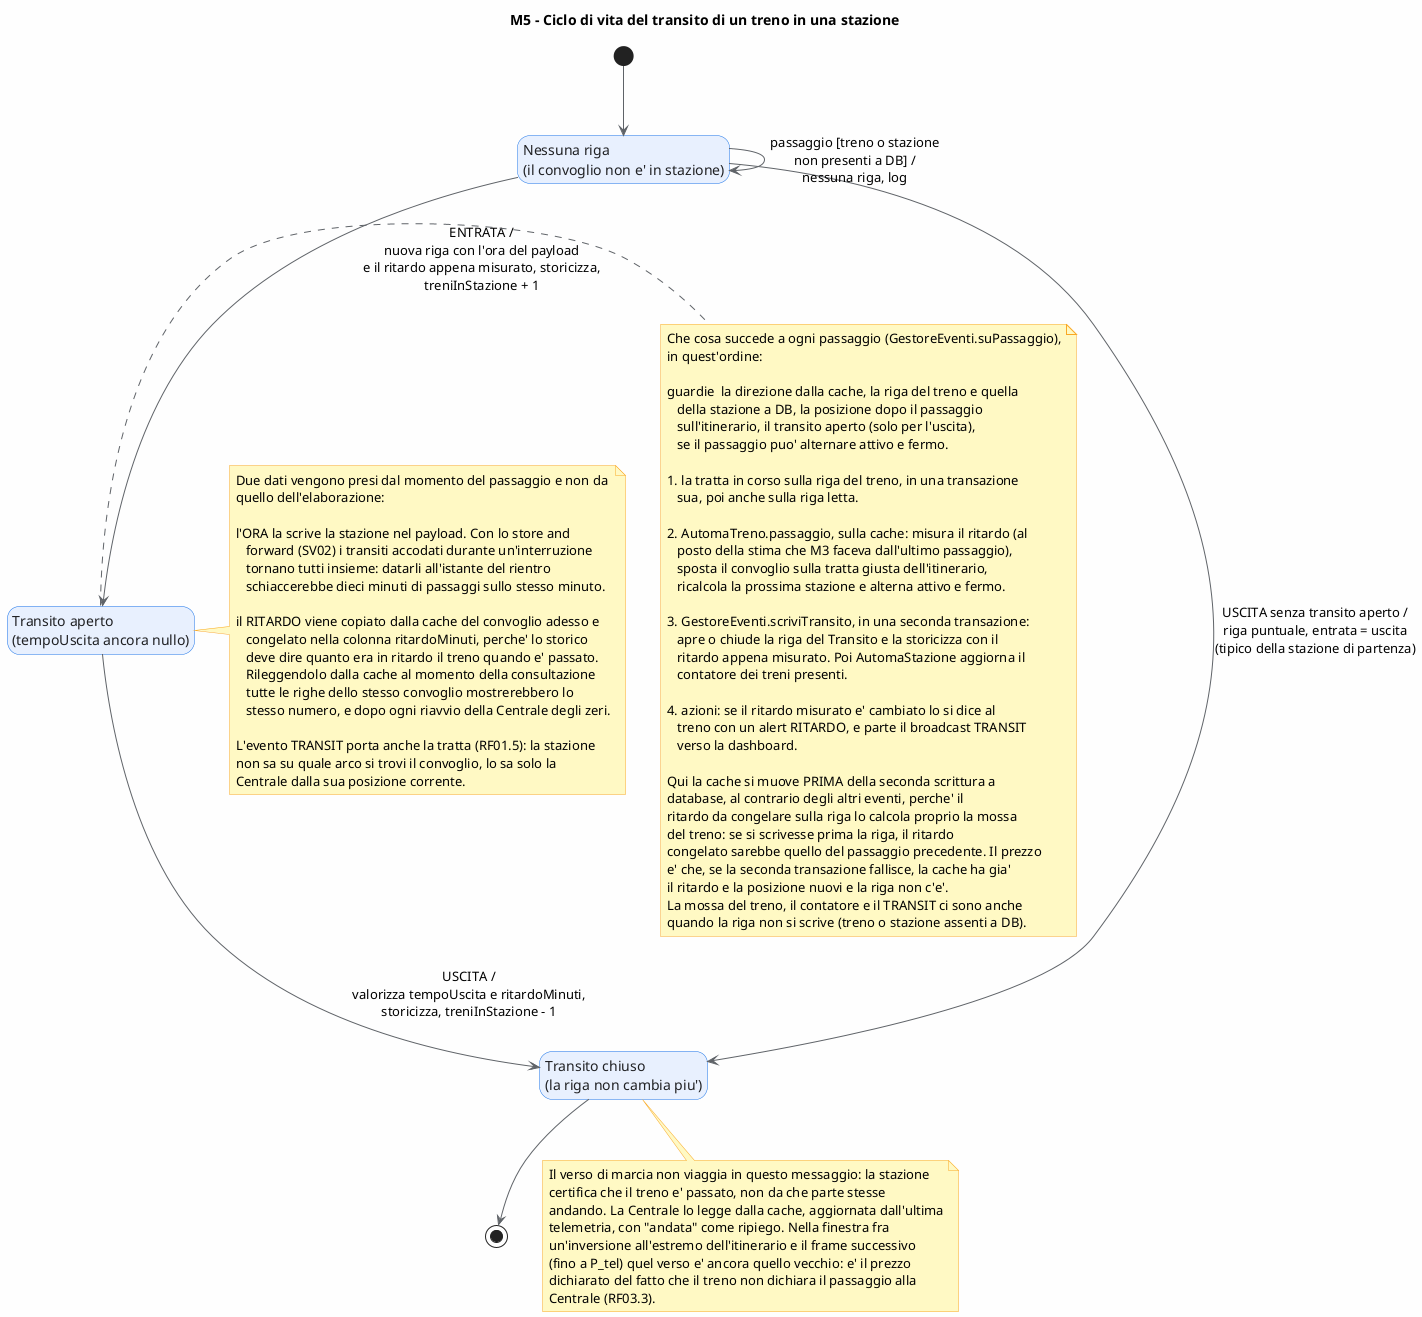 M5 - Ciclo di vita del transito di un treno in una stazione
Nessuna riga
(il convoglio non e' in stazione)
passaggio [treno o stazione
non presenti a DB] /
nessuna riga, log
ENTRATA /
nuova riga con l'ora del payload
e il ritardo appena misurato, storicizza,
treniInStazione + 1
Che cosa succede a ogni passaggio (GestoreEventi.suPassaggio),
in quest'ordine:
guardie  la direzione dalla cache, la riga del treno e quella
della stazione a DB, la posizione dopo il passaggio
sull'itinerario, il transito aperto (solo per l'uscita),
se il passaggio puo' alternare attivo e fermo.
1. la tratta in corso sulla riga del treno, in una transazione
sua, poi anche sulla riga letta.
2. AutomaTreno.passaggio, sulla cache: misura il ritardo (al
posto della stima che M3 faceva dall'ultimo passaggio),
sposta il convoglio sulla tratta giusta dell'itinerario,
ricalcola la prossima stazione e alterna attivo e fermo.
3. GestoreEventi.scriviTransito, in una seconda transazione:
apre o chiude la riga del Transito e la storicizza con il
ritardo appena misurato. Poi AutomaStazione aggiorna il
contatore dei treni presenti.
4. azioni: se il ritardo misurato e' cambiato lo si dice al
treno con un alert RITARDO, e parte il broadcast TRANSIT
verso la dashboard.
Qui la cache si muove PRIMA della seconda scrittura a
database, al contrario degli altri eventi, perche' il
ritardo da congelare sulla riga lo calcola proprio la mossa
del treno: se si scrivesse prima la riga, il ritardo
congelato sarebbe quello del passaggio precedente. Il prezzo
e' che, se la seconda transazione fallisce, la cache ha gia'
il ritardo e la posizione nuovi e la riga non c'e'.
La mossa del treno, il contatore e il TRANSIT ci sono anche
quando la riga non si scrive (treno o stazione assenti a DB).
Due dati vengono presi dal momento del passaggio e non da
quello dell'elaborazione:
l'ORA la scrive la stazione nel payload. Con lo store and
forward (SV02) i transiti accodati durante un'interruzione
tornano tutti insieme: datarli all'istante del rientro
schiaccerebbe dieci minuti di passaggi sullo stesso minuto.
il RITARDO viene copiato dalla cache del convoglio adesso e
congelato nella colonna ritardoMinuti, perche' lo storico
deve dire quanto era in ritardo il treno quando e' passato.
Rileggendolo dalla cache al momento della consultazione
tutte le righe dello stesso convoglio mostrerebbero lo
stesso numero, e dopo ogni riavvio della Centrale degli zeri.
L'evento TRANSIT porta anche la tratta (RF01.5): la stazione
non sa su quale arco si trovi il convoglio, lo sa solo la
Centrale dalla sua posizione corrente.
Transito aperto
(tempoUscita ancora nullo)
USCITA senza transito aperto /
riga puntuale, entrata = uscita
(tipico della stazione di partenza)
USCITA /
valorizza tempoUscita e ritardoMinuti,
storicizza, treniInStazione - 1
Transito chiuso
(la riga non cambia piu')
Il verso di marcia non viaggia in questo messaggio: la stazione
certifica che il treno e' passato, non da che parte stesse
andando. La Centrale lo legge dalla cache, aggiornata dall'ultima
telemetria, con "andata" come ripiego. Nella finestra fra
un'inversione all'estremo dell'itinerario e il frame successivo
(fino a P_tel) quel verso e' ancora quello vecchio: e' il prezzo
dichiarato del fatto che il treno non dichiara il passaggio alla
Centrale (RF03.3).